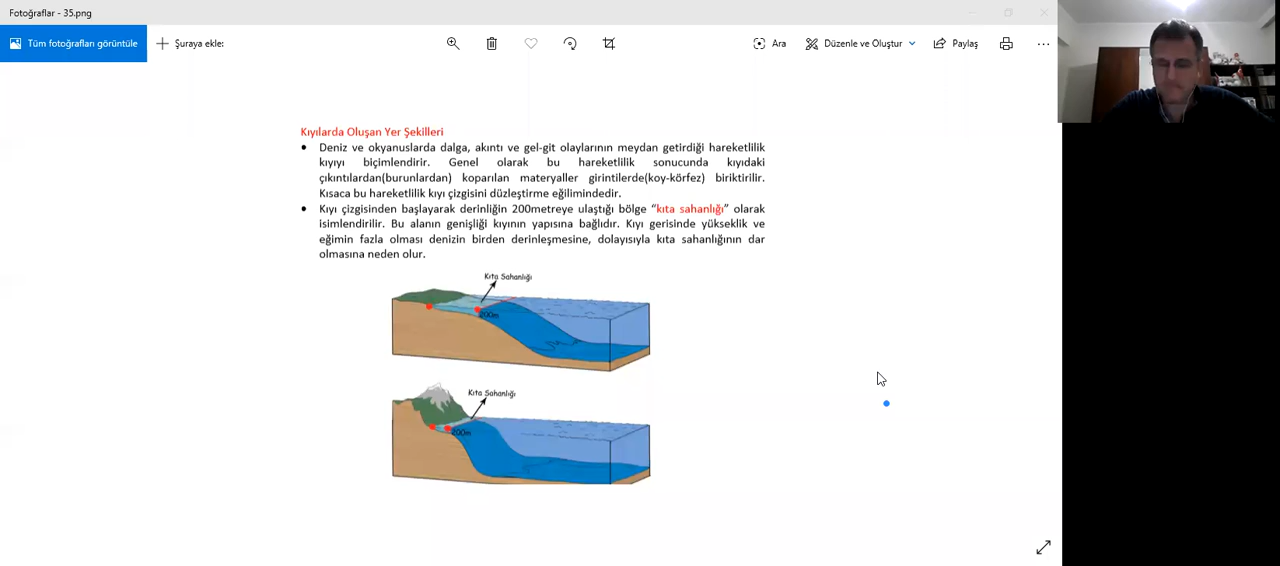 Fotoğraflar - 35.png
Tüm fotoğrafları görüntüle
Şuraya ekle:
Ara
Düzenle ve Oluştur
Paylaş
Kıyılarda Oluşan Yer Şekilleri
Deniz ve okyanuslarda dalga, akıntı ve gel-git olaylarının meydan getirdiği hareketlilik
kıyıyı biçimlendirir. Genel olarak bu hareketlilik sonucunda kıyıdaki
çıkıntılardan(burunlardan) koparılan materyaller girintilerde(koy-körfez) biriktirilir.
Kısaca bu hareketlilik kıyı çizgisini düzleştirme eğilimindedir.
Kıyı çizgisinden başlayarak derinliğin 200metreye ulaştığı bölge “kıta sahanlığı” olarak
isimlendirilir. Bu alanın genişliği kıyının yapısına bağlıdır. Kıyı gerisinde yükseklik ve
eğimin fazla olması denizin birden derinleşmesine, dolayısıyla kıta sahanlığının dar
olmasına neden olur.
Kıta Sahanlığı
200m
Kıta Sahanlığı
200m